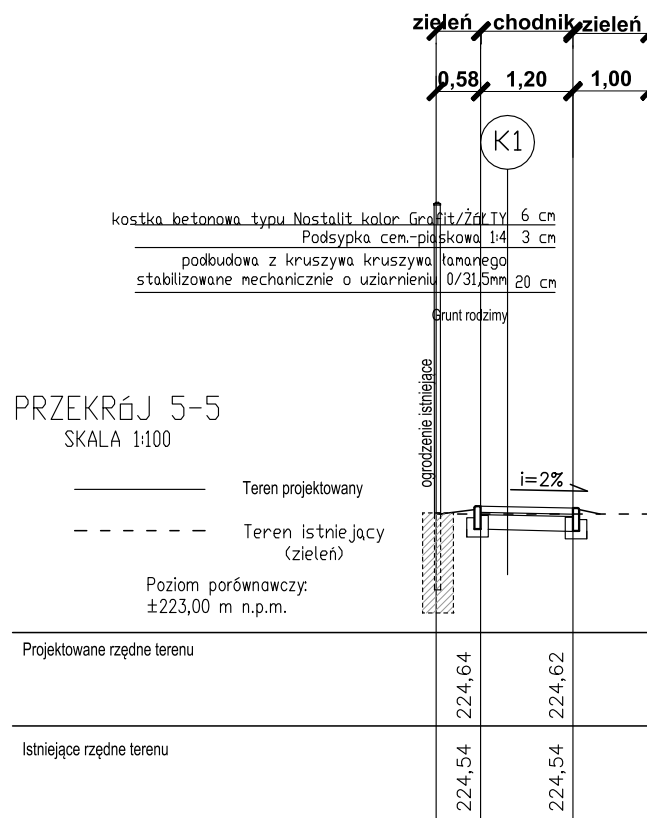 zieleń chodnik zieleń
0,58 1,20 1,00
K1
kostka betonowa typu Nostalit kolor Grafit/ŻółTY 6 cm
Podsypka cem.-piaskowa 1:4 3 cm
podbudowa z kruszywa kruszywa łamanego
stabilizowane mechanicznie o uziarnieniu 0/31,5mm 20 cm
Grunt rodzimy
ogrodzenie istniejące
PRZEKRóJ 5-5
SKALA 1:100
i=2%
Teren projektowany
Teren istniejący
(zieleń)
Poziom porównawczy:
±223,00 m n.p.m.
Projektowane rzędne terenu
224,64 224,62
Istniejące rzędne terenu
224,54 224,54